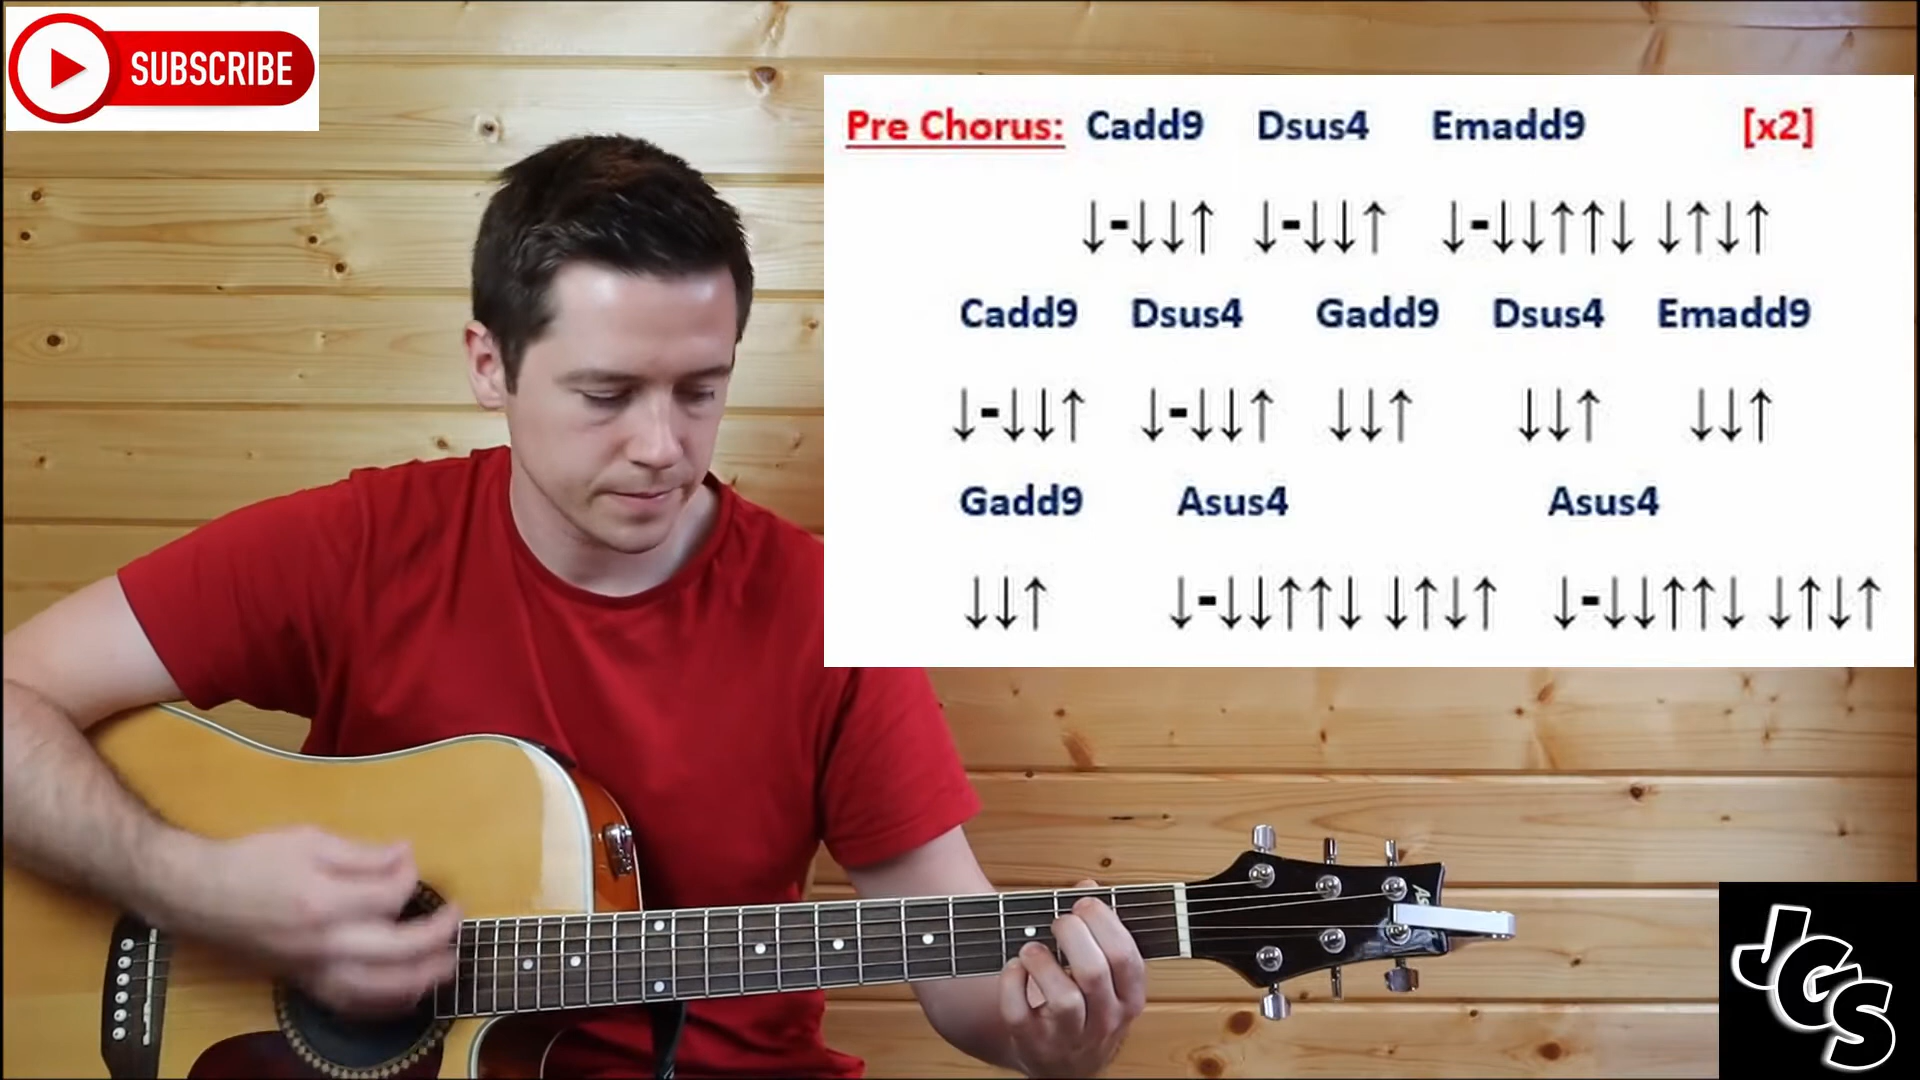 SUBSCRIBE
Pre Chorus: Cadd9 Dsus4 Emadd9 [x2]
↓-↓↓↑ ↓-↓↓↑ ↓-↓↓↑↑↓ ↓↑↓↑
Cadd9 Dsus4 Gadd9 Dsus4 Emadd9
↓-↓↓↑ ↓-↓↓↑ ↓↓↑ ↓↓↑ ↓↓↑
Gadd9 Asus4 Asus4
↓↓↑ ↓-↓↓↑↑↓ ↓↑↓↑ ↓-↓↓↑↑↓ ↓↑↓↑
JGS